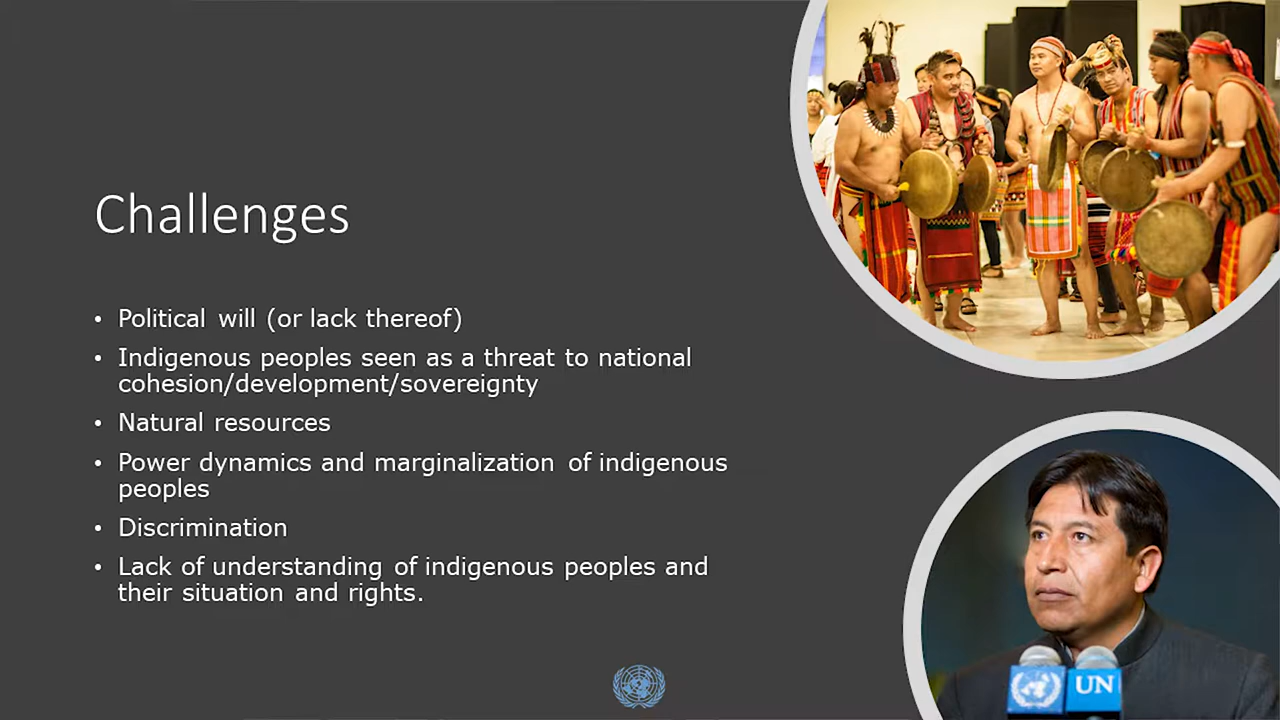 Challenges
• Political will (or lack thereof)
• Indigenous peoples seen as a threat to national
cohesion/development/sovereignty
• Natural resources
• Power dynamics and marginalization of indigenous
peoples
• Discrimination
• Lack of understanding of indigenous peoples and
their situation and rights.
UN